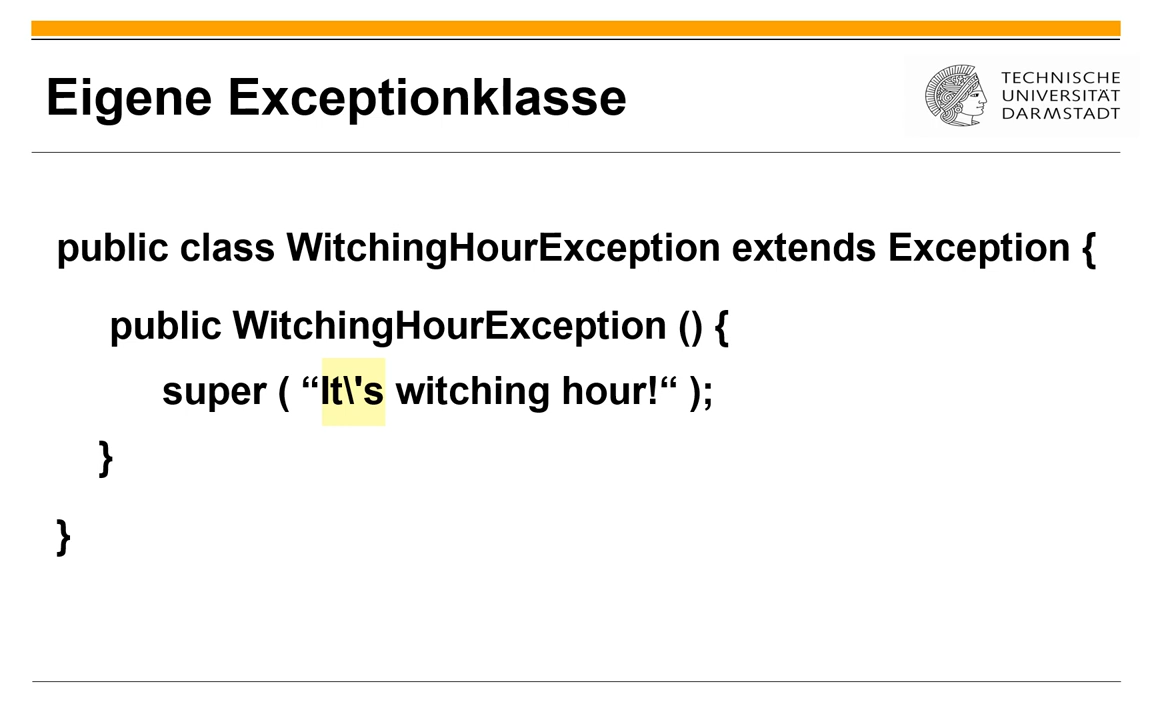 Eigene Exceptionklasse
TECHNISCHE
UNIVERSITÄT
DARMSTADT
public class WitchingHourException extends Exception {
public WitchingHourException () {
super ( “It\'s witching hour!“ );
}
}